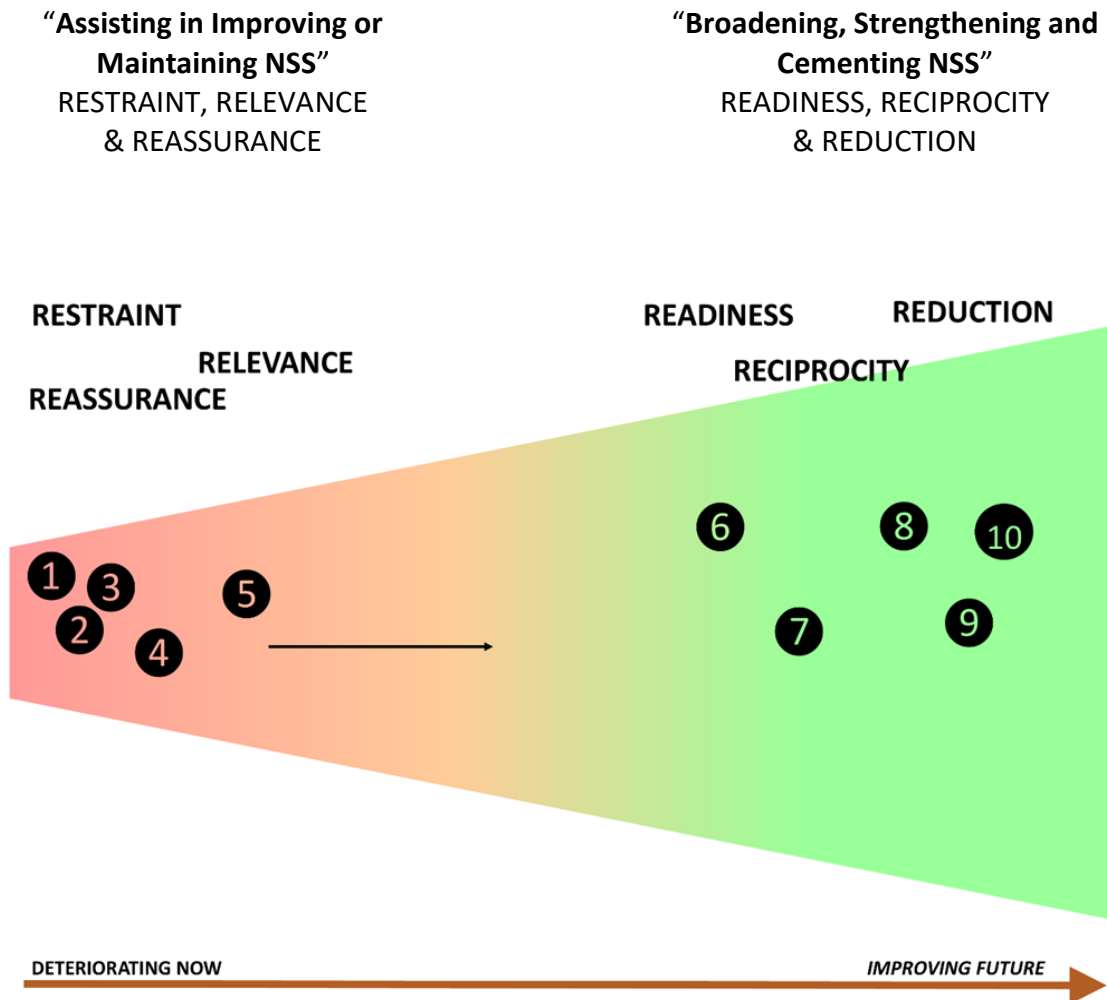 “Assisting in Improving or
Maintaining NSS”
RESTRAINT, RELEVANCE
& REASSURANCE
“Broadening, Strengthening and
Cementing NSS”
READINESS, RECIPROCITY
& REDUCTION
RESTRAINT
RELEVANCE
REASSURANCE
READINESS
REDUCTION
RECIPROCITY
1
3
2
4
5
6
7
8
10
9
DETERIORATING NOW
IMPROVING FUTURE